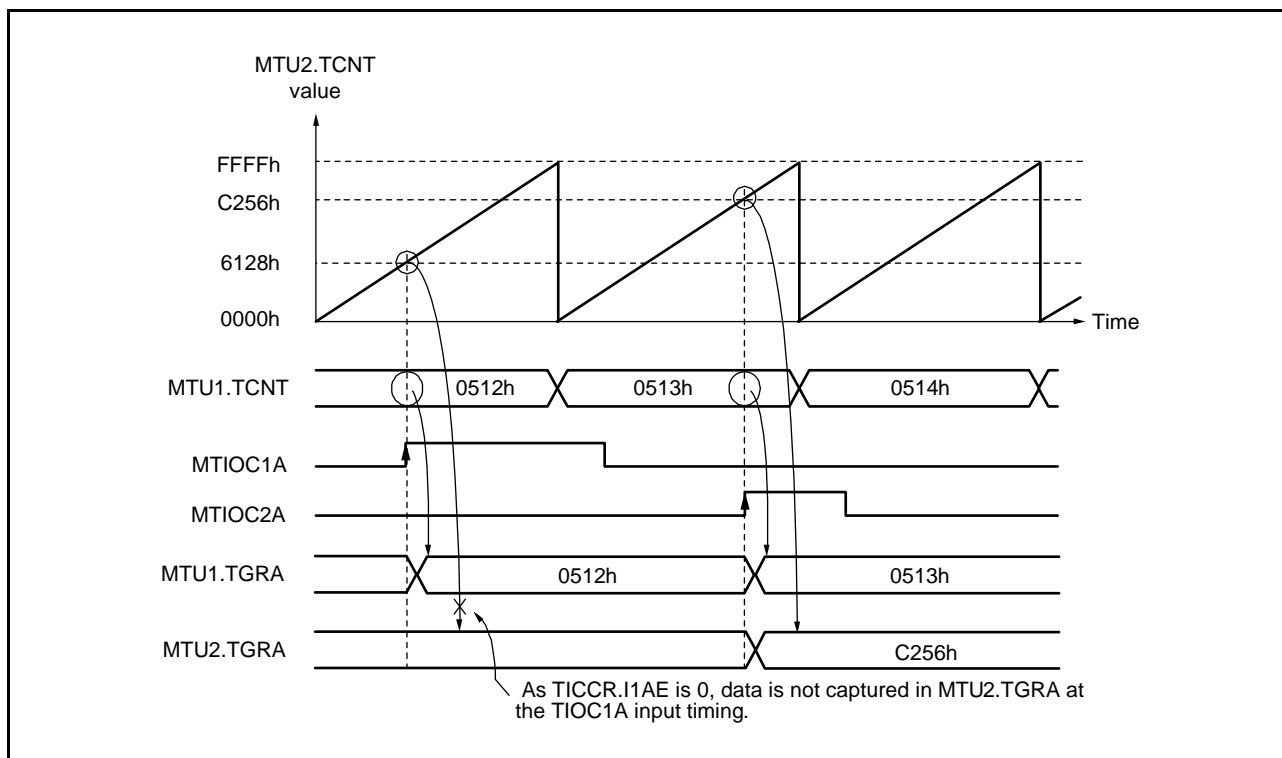 MTU2.TCNT
value
FFFFh
C256h
6128h
0000h
Time
MTU1.TCNT
0512h
0513h
0514h
MTIOC1A
MTIOC2A
MTU1.TGRA
0512h
0513h
MTU2.TGRA
C256h
As TICCR.I1AE is 0, data is not captured in MTU2.TGRA at
the TIOC1A input timing.